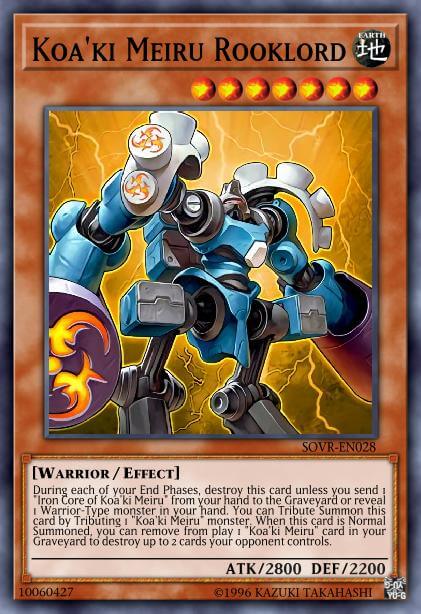 Koa'ki Meiru Rooklord
EARTH
地
SOVR-EN028
[Warrior / Effect]
During each of your End Phases, destroy this card unless you send 1
"Iron Core of Koa'ki Meiru" from your hand to the Graveyard or reveal
1 Warrior-Type monster in your hand. You can Tribute Summon this
card by Tributing 1 "Koa'ki Meiru" monster. When this card is Normal
Summoned, you can remove from play 1 "Koa'ki Meiru" card in your
Graveyard to destroy up to 2 cards your opponent controls.
ATK/2800 DEF/2200
10060427
©1996 KAZUKI TAKAHASHI